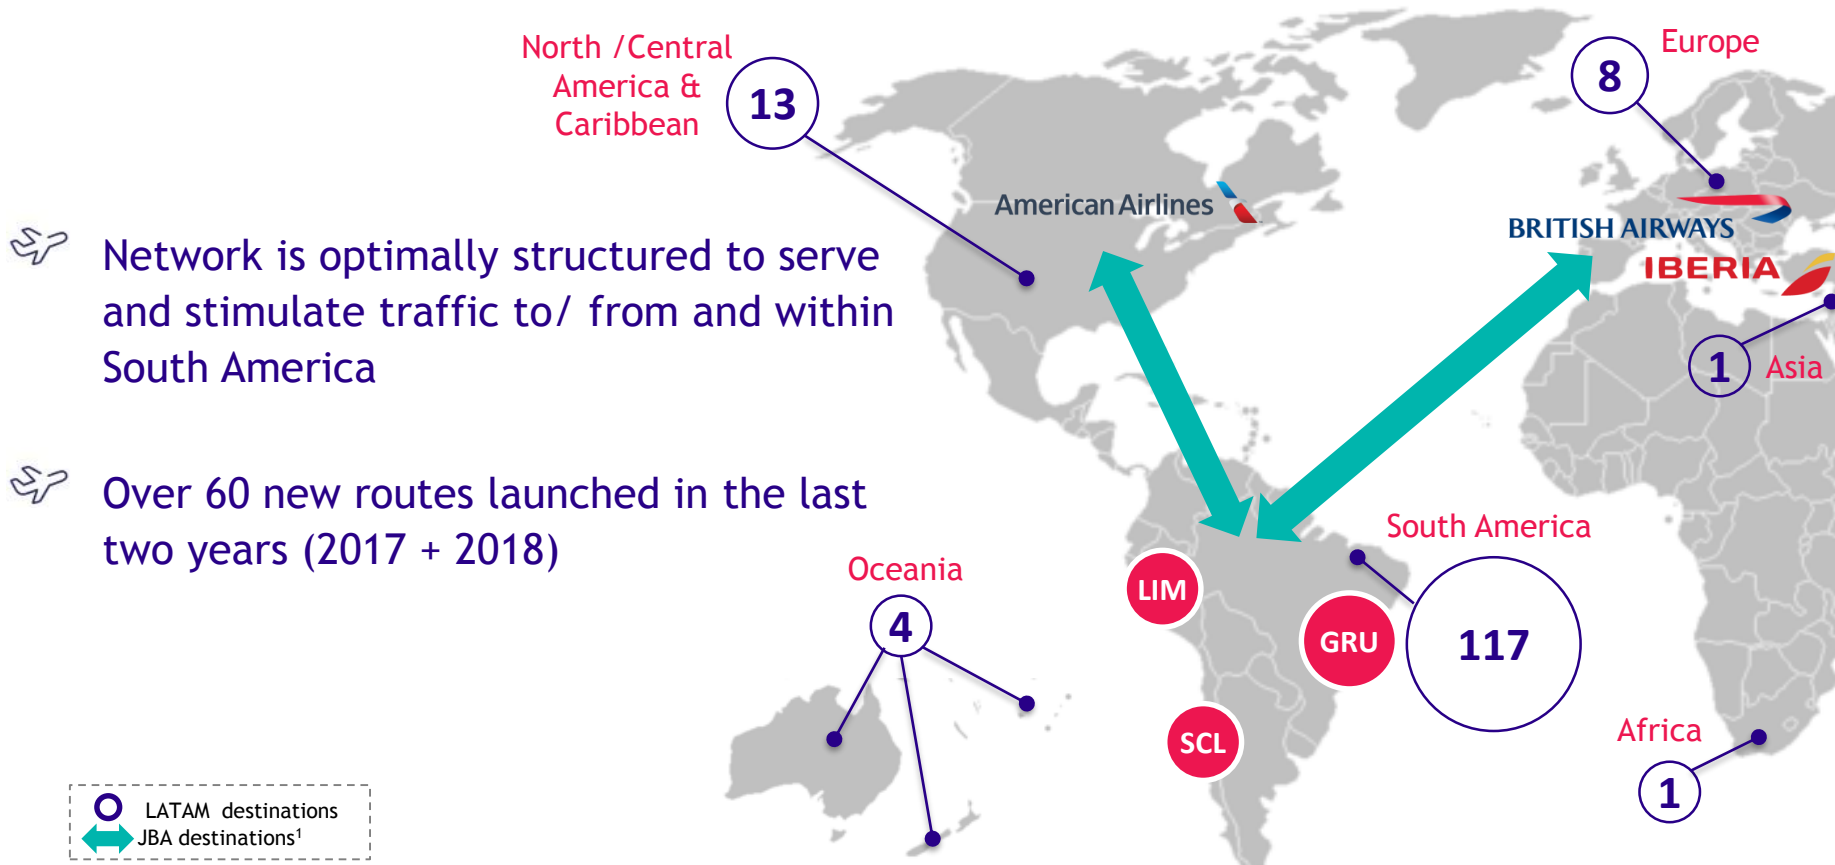 North /Central
America &
Caribbean
13
Europe
8
American Airlines
BRITISH AIRWAYS
IBERIA
Network is optimally structured to serve
and stimulate traffic to/ from and within
South America
1
Asia
Over 60 new routes launched in the last
two years (2017 + 2018)
South America
117
Oceania
4
LIM
GRU
SCL
Africa
1
LATAM destinations
JBA destinations¹